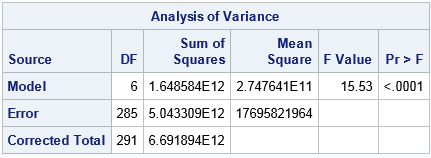 Analysis of Variance
Source DF Sum of Squares Mean Square F Value Pr > F
Model 6 1.648584E12 2.747641E11 15.53 <.0001
Error 285 5.043309E12 17695821964
Corrected Total 291 6.691894E12